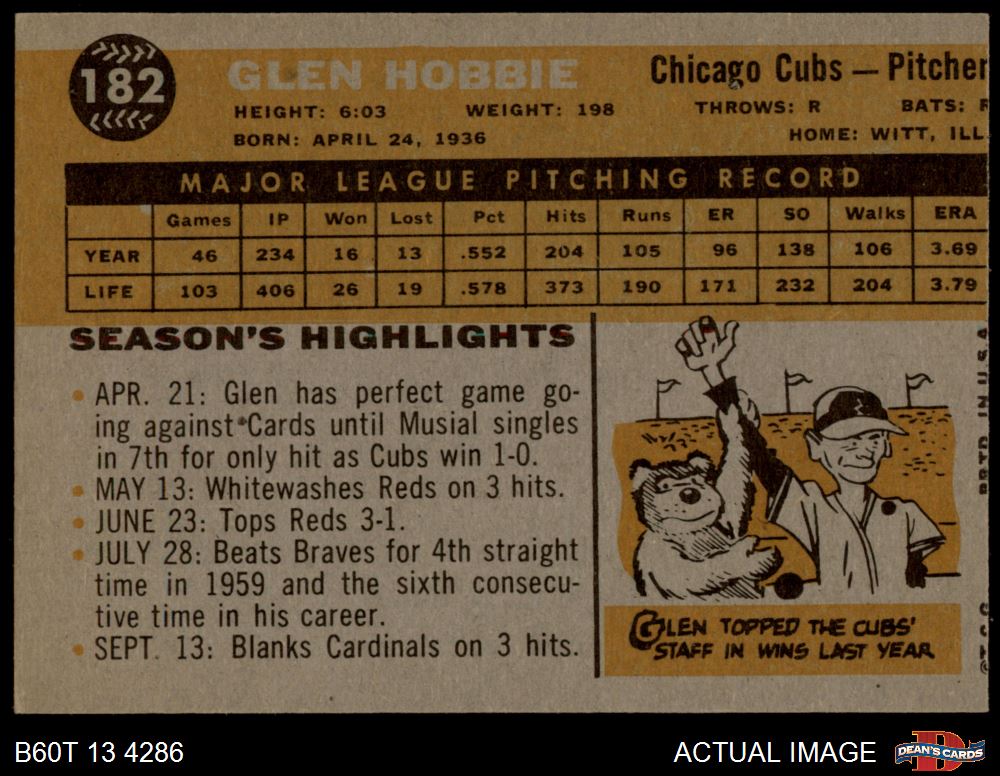 182
GLEN HOBBIE
Chicago Cubs — Pitcher
HEIGHT: 6:03 WEIGHT: 198 THROWS: R BATS: R
BORN: APRIL 24, 1936 HOME: WITT, ILL.
MAJOR LEAGUE PITCHING RECORD
Games IP Won Lost Pct Hits Runs ER SO Walks ERA
YEAR 46 234 16 13 .552 204 105 96 138 106 3.69
LIFE 103 406 26 19 .578 373 190 171 232 204 3.79
SEASON'S HIGHLIGHTS
• APR. 21: Glen has perfect game go-
ing against Cards until Musial singles
in 7th for only hit as Cubs win 1-0.
• MAY 13: Whitewashes Reds on 3 hits.
• JUNE 23: Tops Reds 3-1.
• JULY 28: Beats Braves for 4th straight
time in 1959 and the sixth consecu-
tive time in his career.
• SEPT. 13: Blanks Cardinals on 3 hits.
GLEN TOPPED THE CUBS'
STAFF IN WINS LAST YEAR
PRTD IN U.S.A.
B60T 13 4286
ACTUAL IMAGE
DEAN'S CARDS